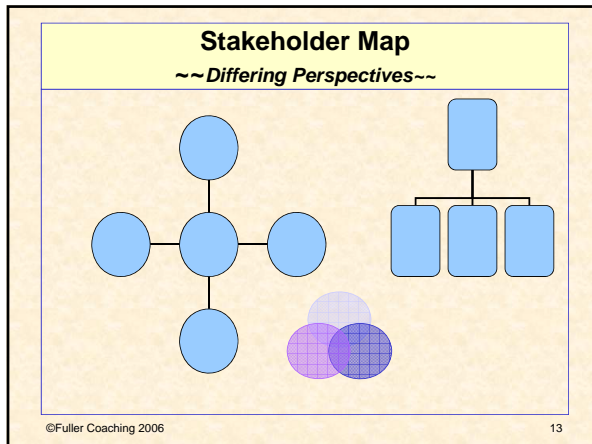 Stakeholder Map
~~Differing Perspectives~~
©Fuller Coaching 2006
13